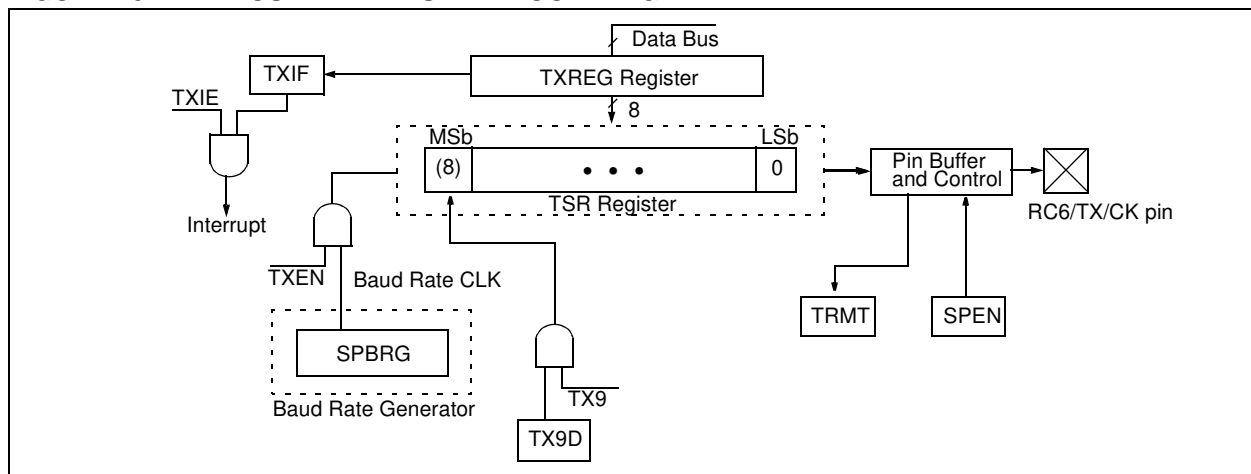 Data Bus
TXIF
TXREG Register
TXIE
8
MSb
LSb
(8)
• • •
0
Pin Buffer
and Control
TSR Register
RC6/TX/CK pin
Interrupt
TXEN
Baud Rate CLK
TRMT
SPEN
SPBRG
TX9
Baud Rate Generator
TX9D